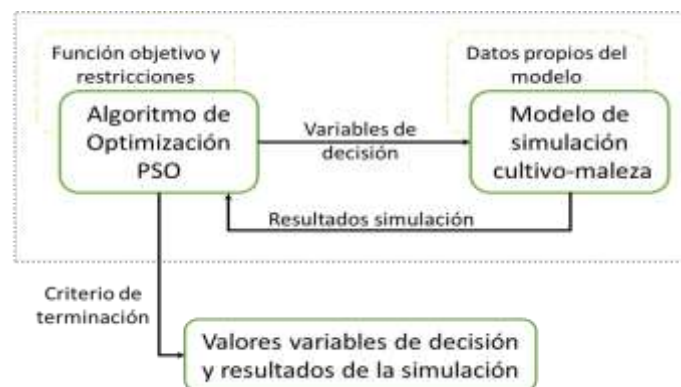 Función objetivo y
restricciones
Datos propios del
modelo
Algoritmo de
Optimización
PSO
Variables de
decisión
Modelo de
simulación
cultivo-maleza
Resultados simulación
Criterio de
terminación
Valores variables de decisión
y resultados de la simulación